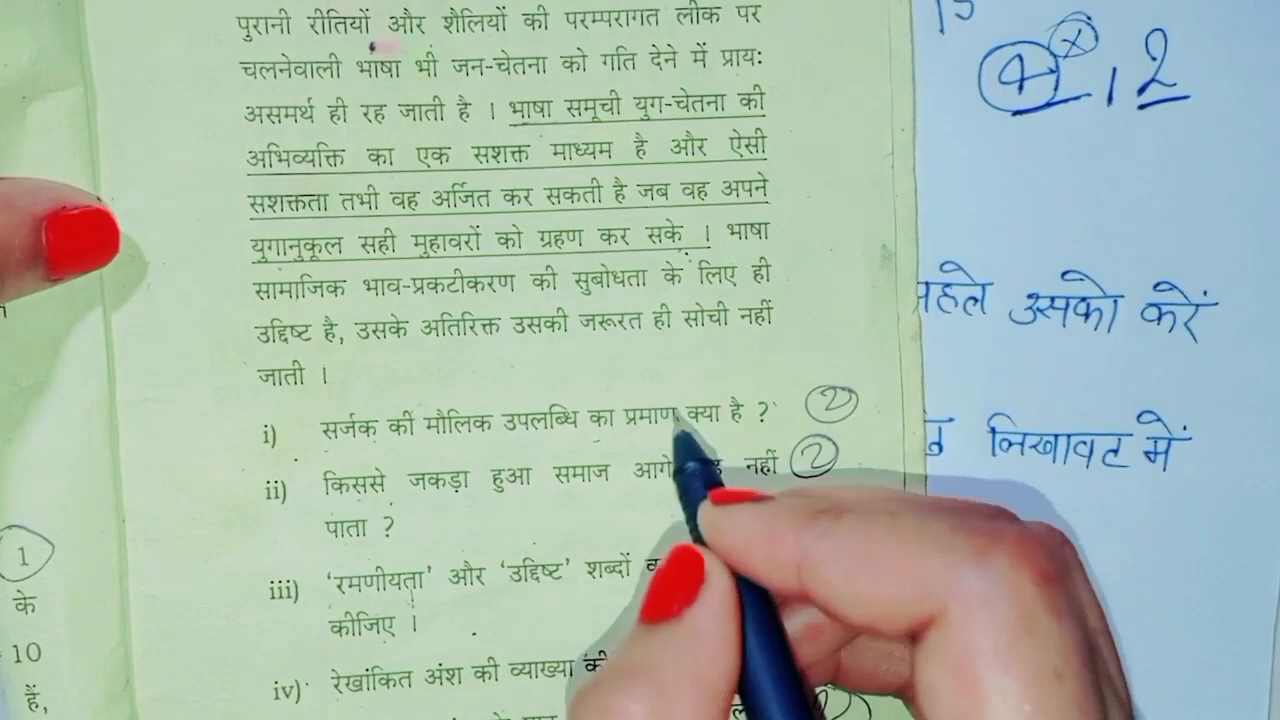 पुरानी रीतियों और शैलियों की परम्परागत लीक पर
चलनेवाली भाषा भी जन-चेतना को गति देने में प्रायः
असमर्थ ही रह जाती है । भाषा समूची युग-चेतना की
अभिव्यक्ति का एक सशक्त माध्यम है और ऐसी
सशक्तता तभी वह अर्जित कर सकती है जब वह अपने
युगानुकूल सही मुहावरों को ग्रहण कर सके । भाषा
सामाजिक भाव-प्रकटीकरण की सुबोधता के लिए ही
उद्दिष्ट है, उसके अतिरिक्त उसकी जरूरत ही सोची नहीं
जाती ।
i) सर्जक की मौलिक उपलब्धि का प्रमाण क्या है ? 2
ii) किससे जकड़ा हुआ समाज आगे नहीं 2
पाता ?
iii) 'रमणीयता' और 'उद्दिष्ट' शब्दों
कीजिए ।
iv) रेखांकित अंश की व्याख्या
1
के
10
हैं,
2
उसको करें
लिखावट में